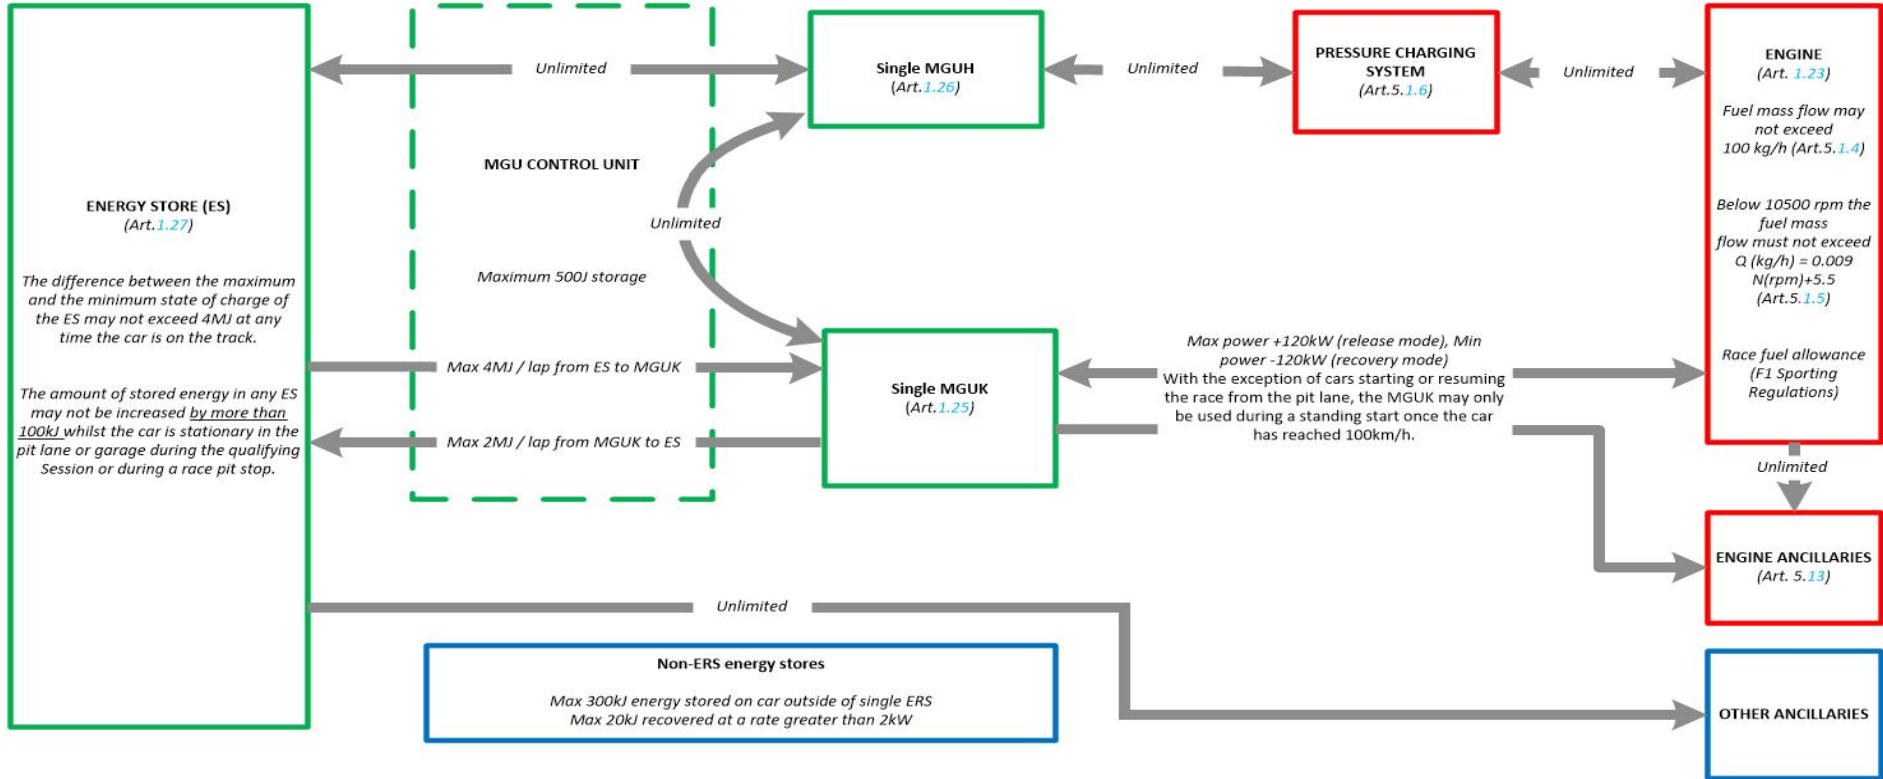 ENERGY STORE (ES)
(Art.1.27)
The difference between the maximum
and the minimum state of charge of
the ES may not exceed 4MJ at any
time the car is on the track.
The amount of stored energy in any ES
may not be increased by more than
100kJ whilst the car is stationary in the
pit lane or garage during the qualifying
Session or during a race pit stop.
Unlimited
MGU CONTROL UNIT
Unlimited
Maximum 500J storage
Max 4MJ / lap from ES to MGUK
Max 2MJ / lap from MGUK to ES
Single MGUH
(Art.1.26)
Unlimited
PRESSURE CHARGING
SYSTEM
(Art.5.1.6)
Unlimited
ENGINE
(Art. 1.23)
Fuel mass flow may
not exceed
100 kg/h (Art.5.1.4)
Below 10500 rpm the
fuel mass
flow must not exceed
Q (kg/h) = 0.009
N(rpm)+5.5
(Art.5.1.5)
Race fuel allowance
(F1 Sporting
Regulations)
Single MGUK
(Art.1.25)
Max power +120kW (release mode), Min
power -120kW (recovery mode)
With the exception of cars starting or resuming
the race from the pit lane, the MGUK may only
be used during a standing start once the car
has reached 100km/h.
Unlimited
ENGINE ANCILLARIES
(Art. 5.13)
Unlimited
Non-ERS energy stores
Max 300kJ energy stored on car outside of single ERS
Max 20kJ recovered at a rate greater than 2kW
OTHER ANCILLARIES